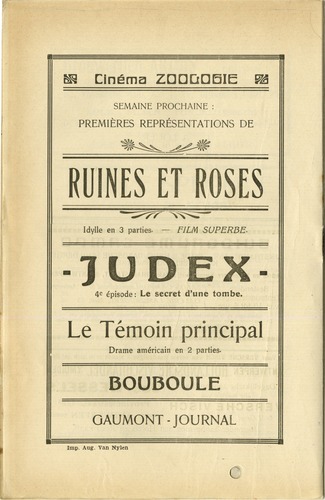 Cinéma ZOOLOGIE
SEMAINE PROCHAINE :
PREMIÈRES REPRÉSENTATIONS DE
RUINES ET ROSES
Idylle en 3 parties. — FILM SUPERBE.
- JUDEX -
4e épisode : Le secret d'une tombe.
Le Témoin principal
Drame américain en 2 parties.
BOUBOULE
GAUMONT - JOURNAL
Imp. Aug. Van Nylen